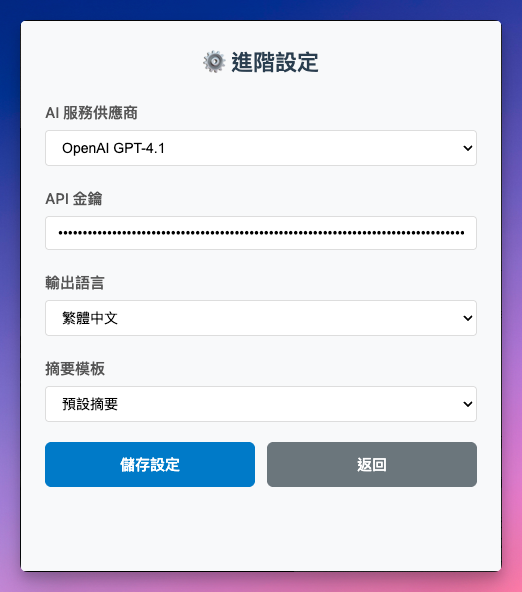 進階設定
AI 服務供應商
OpenAI GPT-4.1
API 金鑰
輸出語言
繁體中文
摘要模板
預設摘要
儲存設定
返回